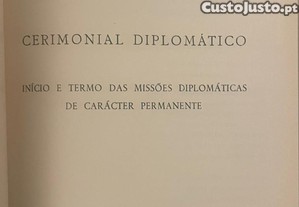 Custojusto.pt
CERIMONIAL DIPLOMÁTICO
INÍCIO E TERMO DAS MISSÕES DIPLOMÁTICAS
DE CARÁCTER PERMANENTE